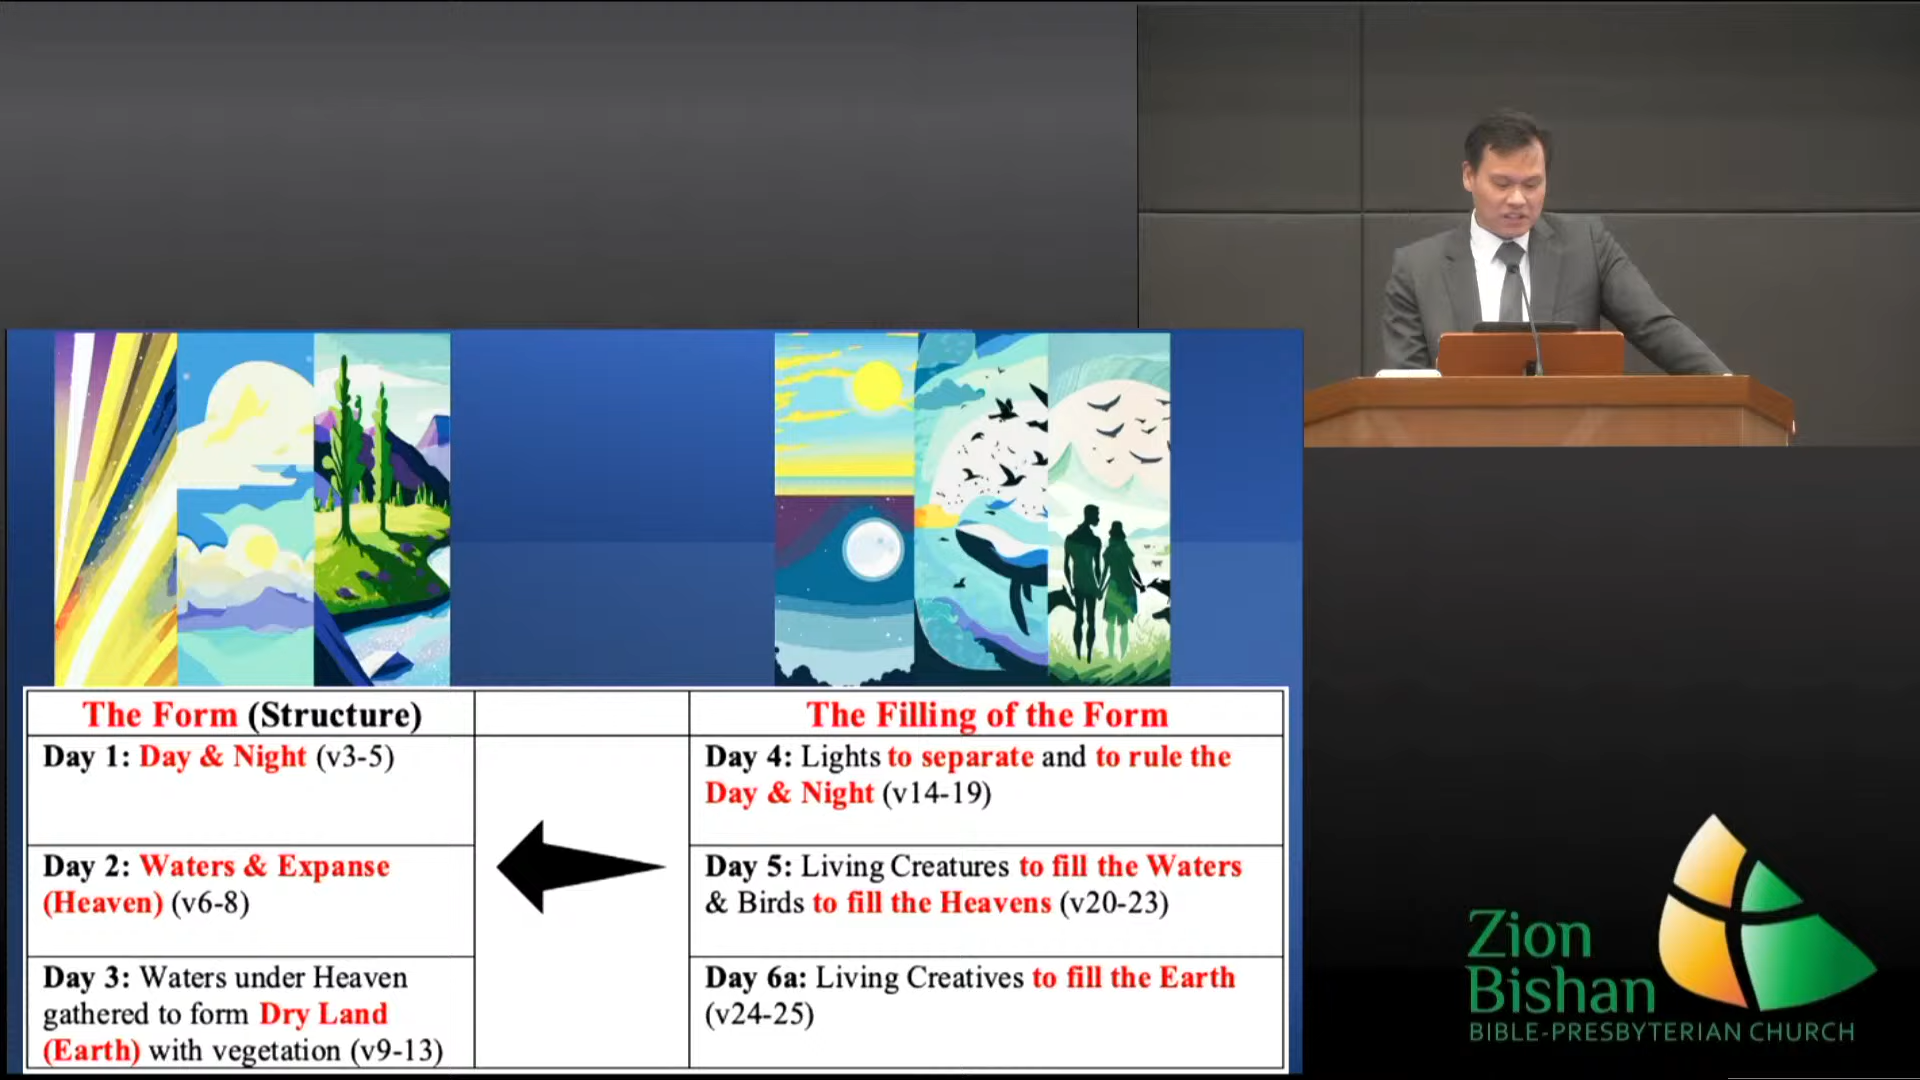 The Form (Structure)
The Filling of the Form
Day 1: Day & Night (v3-5)
Day 4: Lights to separate and to rule the
Day & Night (v14-19)
Day 2: Waters & Expanse
(Heaven) (v6-8)
Day 5: Living Creatures to fill the Waters
& Birds to fill the Heavens (v20-23)
Day 3: Waters under Heaven
gathered to form Dry Land
(Earth) with vegetation (v9-13)
Day 6a: Living Creatives to fill the Earth
(v24-25)
Zion
Bishan
BIBLE-PRESBYTERIAN CHURCH